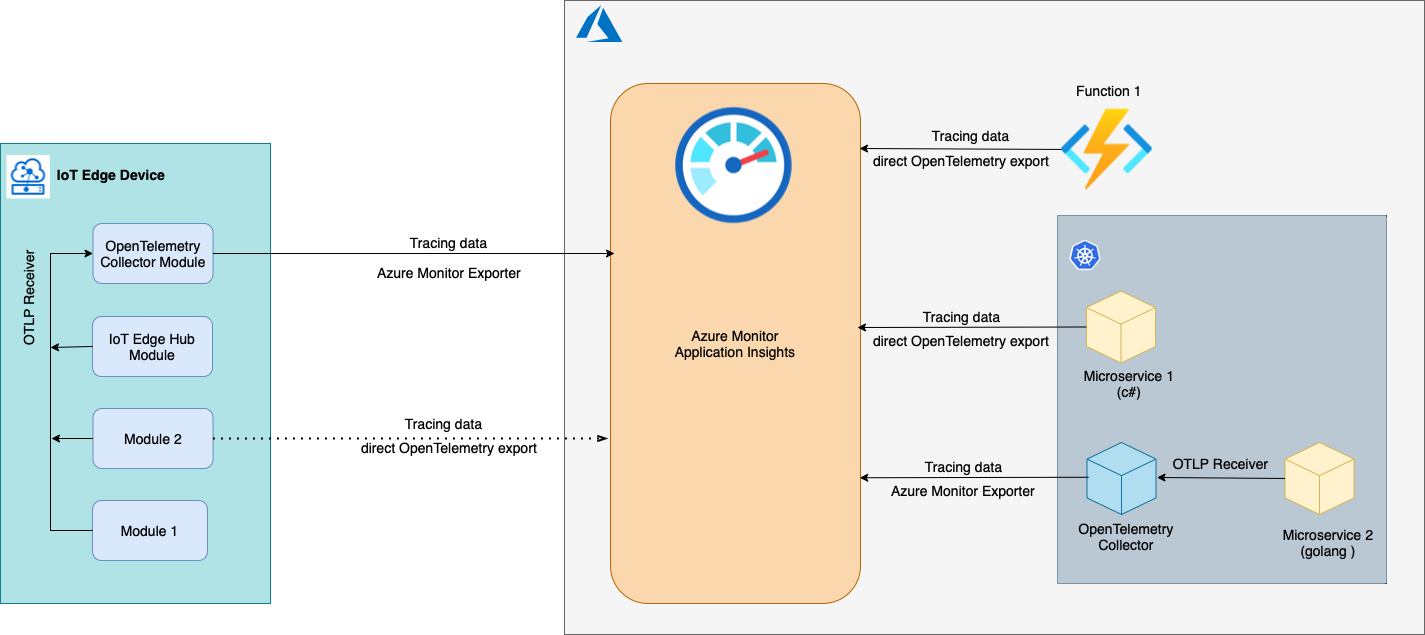 Function 1
Tracing data
direct OpenTelemetry export
IoT Edge Device
OpenTelemetry
Collector Module
OTLP Receiver
Tracing data
Azure Monitor Exporter
IoT Edge Hub
Module
Azure Monitor
Application Insights
Tracing data
direct OpenTelemetry export
Microservice 1
(c#)
Module 2
Tracing data
direct OpenTelemetry export
Tracing data
Azure Monitor Exporter
OTLP Receiver
OpenTelemetry
Collector
Microservice 2
(golang )
Module 1